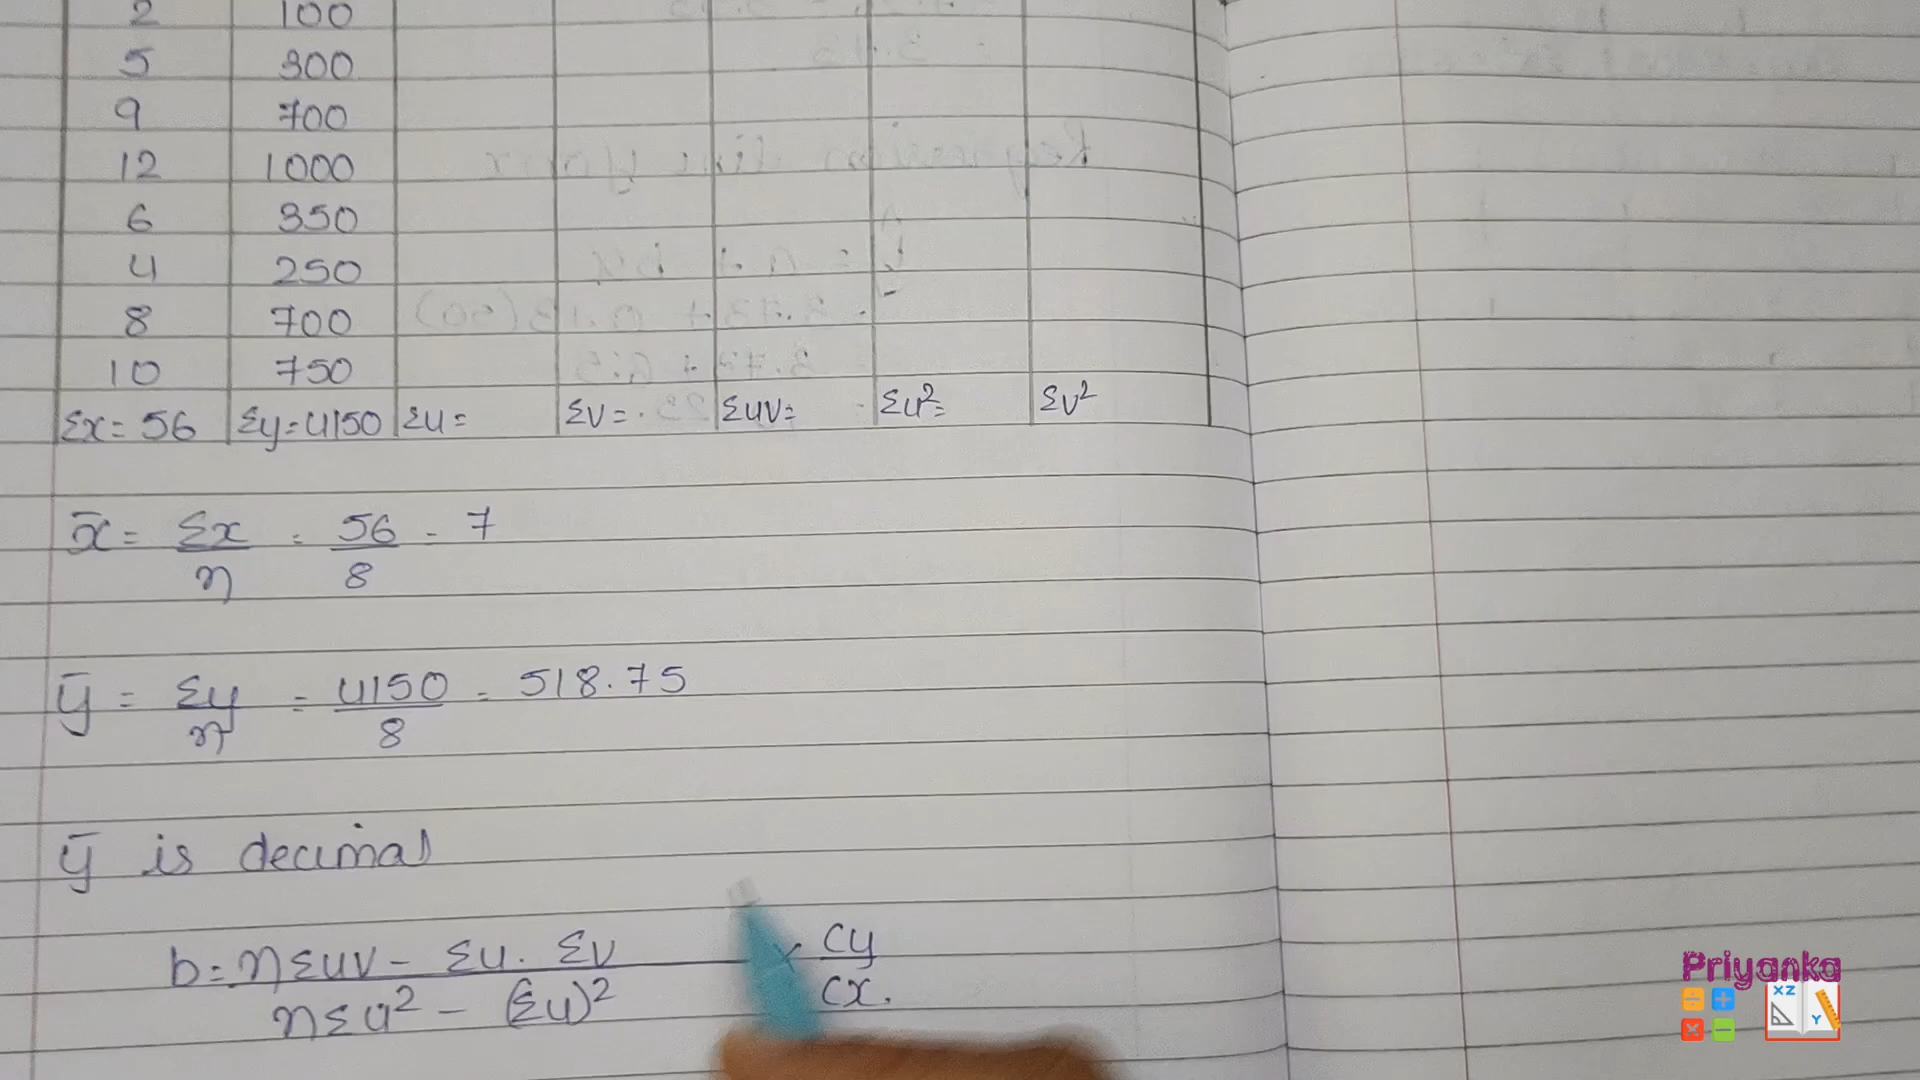 2 100
5 300
9 700
12 1000
6 350
4 250
8 700
10 750
Σx = 56 Σy = 4150 Σu = Σv = Σuv = Σu² = Σv²
x̄ = Σx/n = 56/8 = 7
ȳ = Σy/n = 4150/8 = 518.75
ȳ is decimal
b = nΣuv - Σu. Σv / nΣu² - (Σu)² × Cy/Cx.
Priyanka
XZ
Y